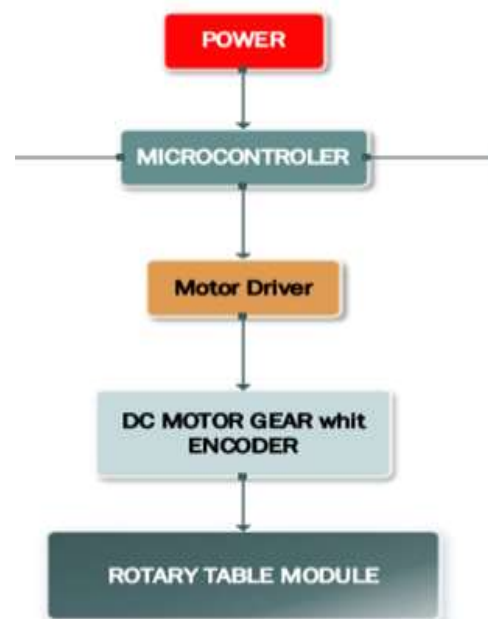 POWER
MICROCONTROLER
Motor Driver
DC MOTOR GEAR whit
ENCODER
ROTARY TABLE MODULE